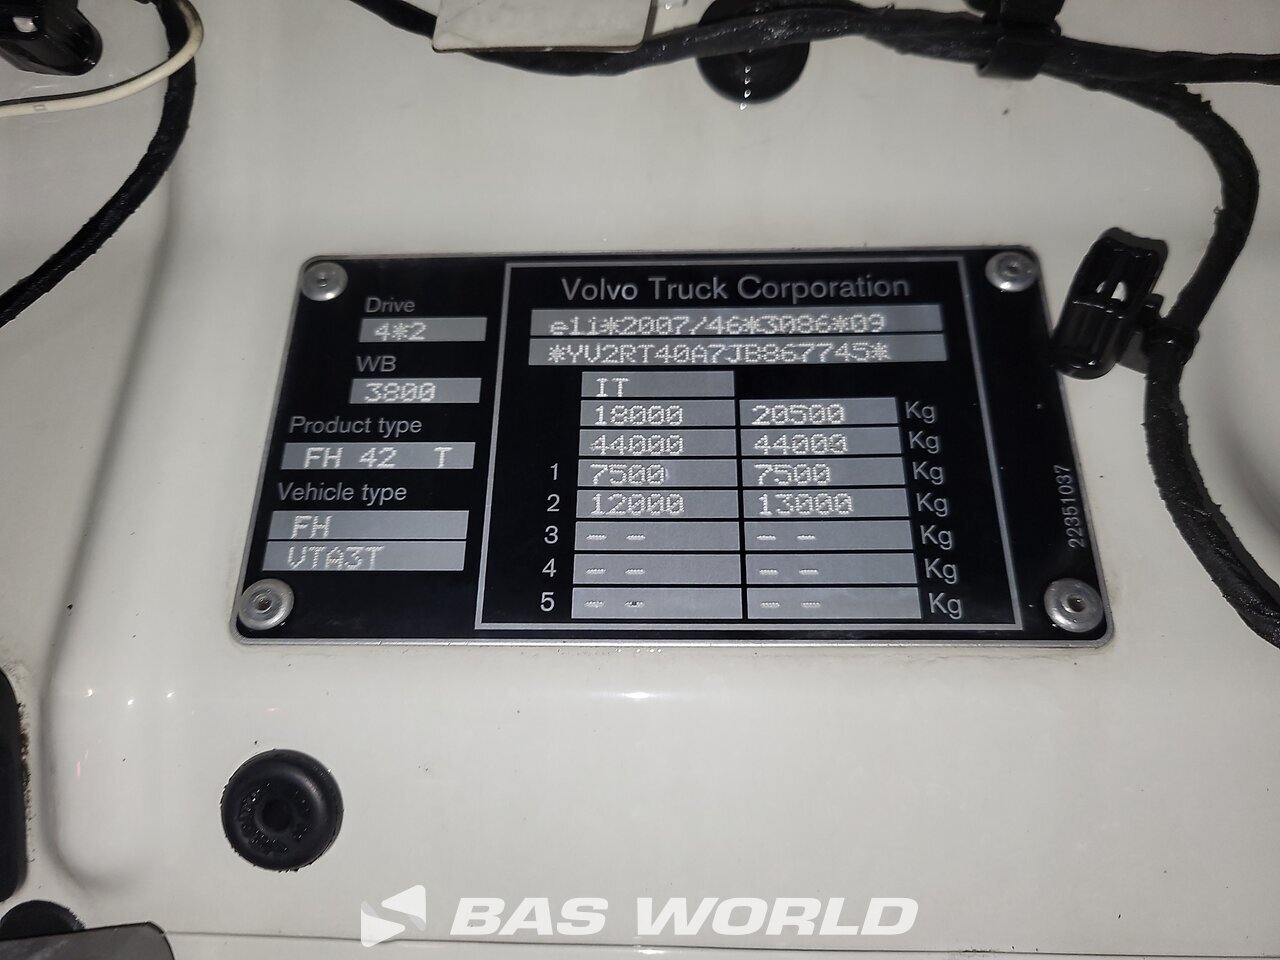 Volvo Truck Corporation
Drive
4*2
WB
3800
Product type
FH 42 T
Vehicle type
FH
VTA3T
e11*2007/46*3086*09
*YV2RT40A7JB867745*
IT
18000 20500 Kg
44000 44000 Kg
1 7500 7500 Kg
2 12000 13000 Kg
3 -- -- Kg
4 -- -- Kg
5 -- -- Kg
22351037
BAS WORLD